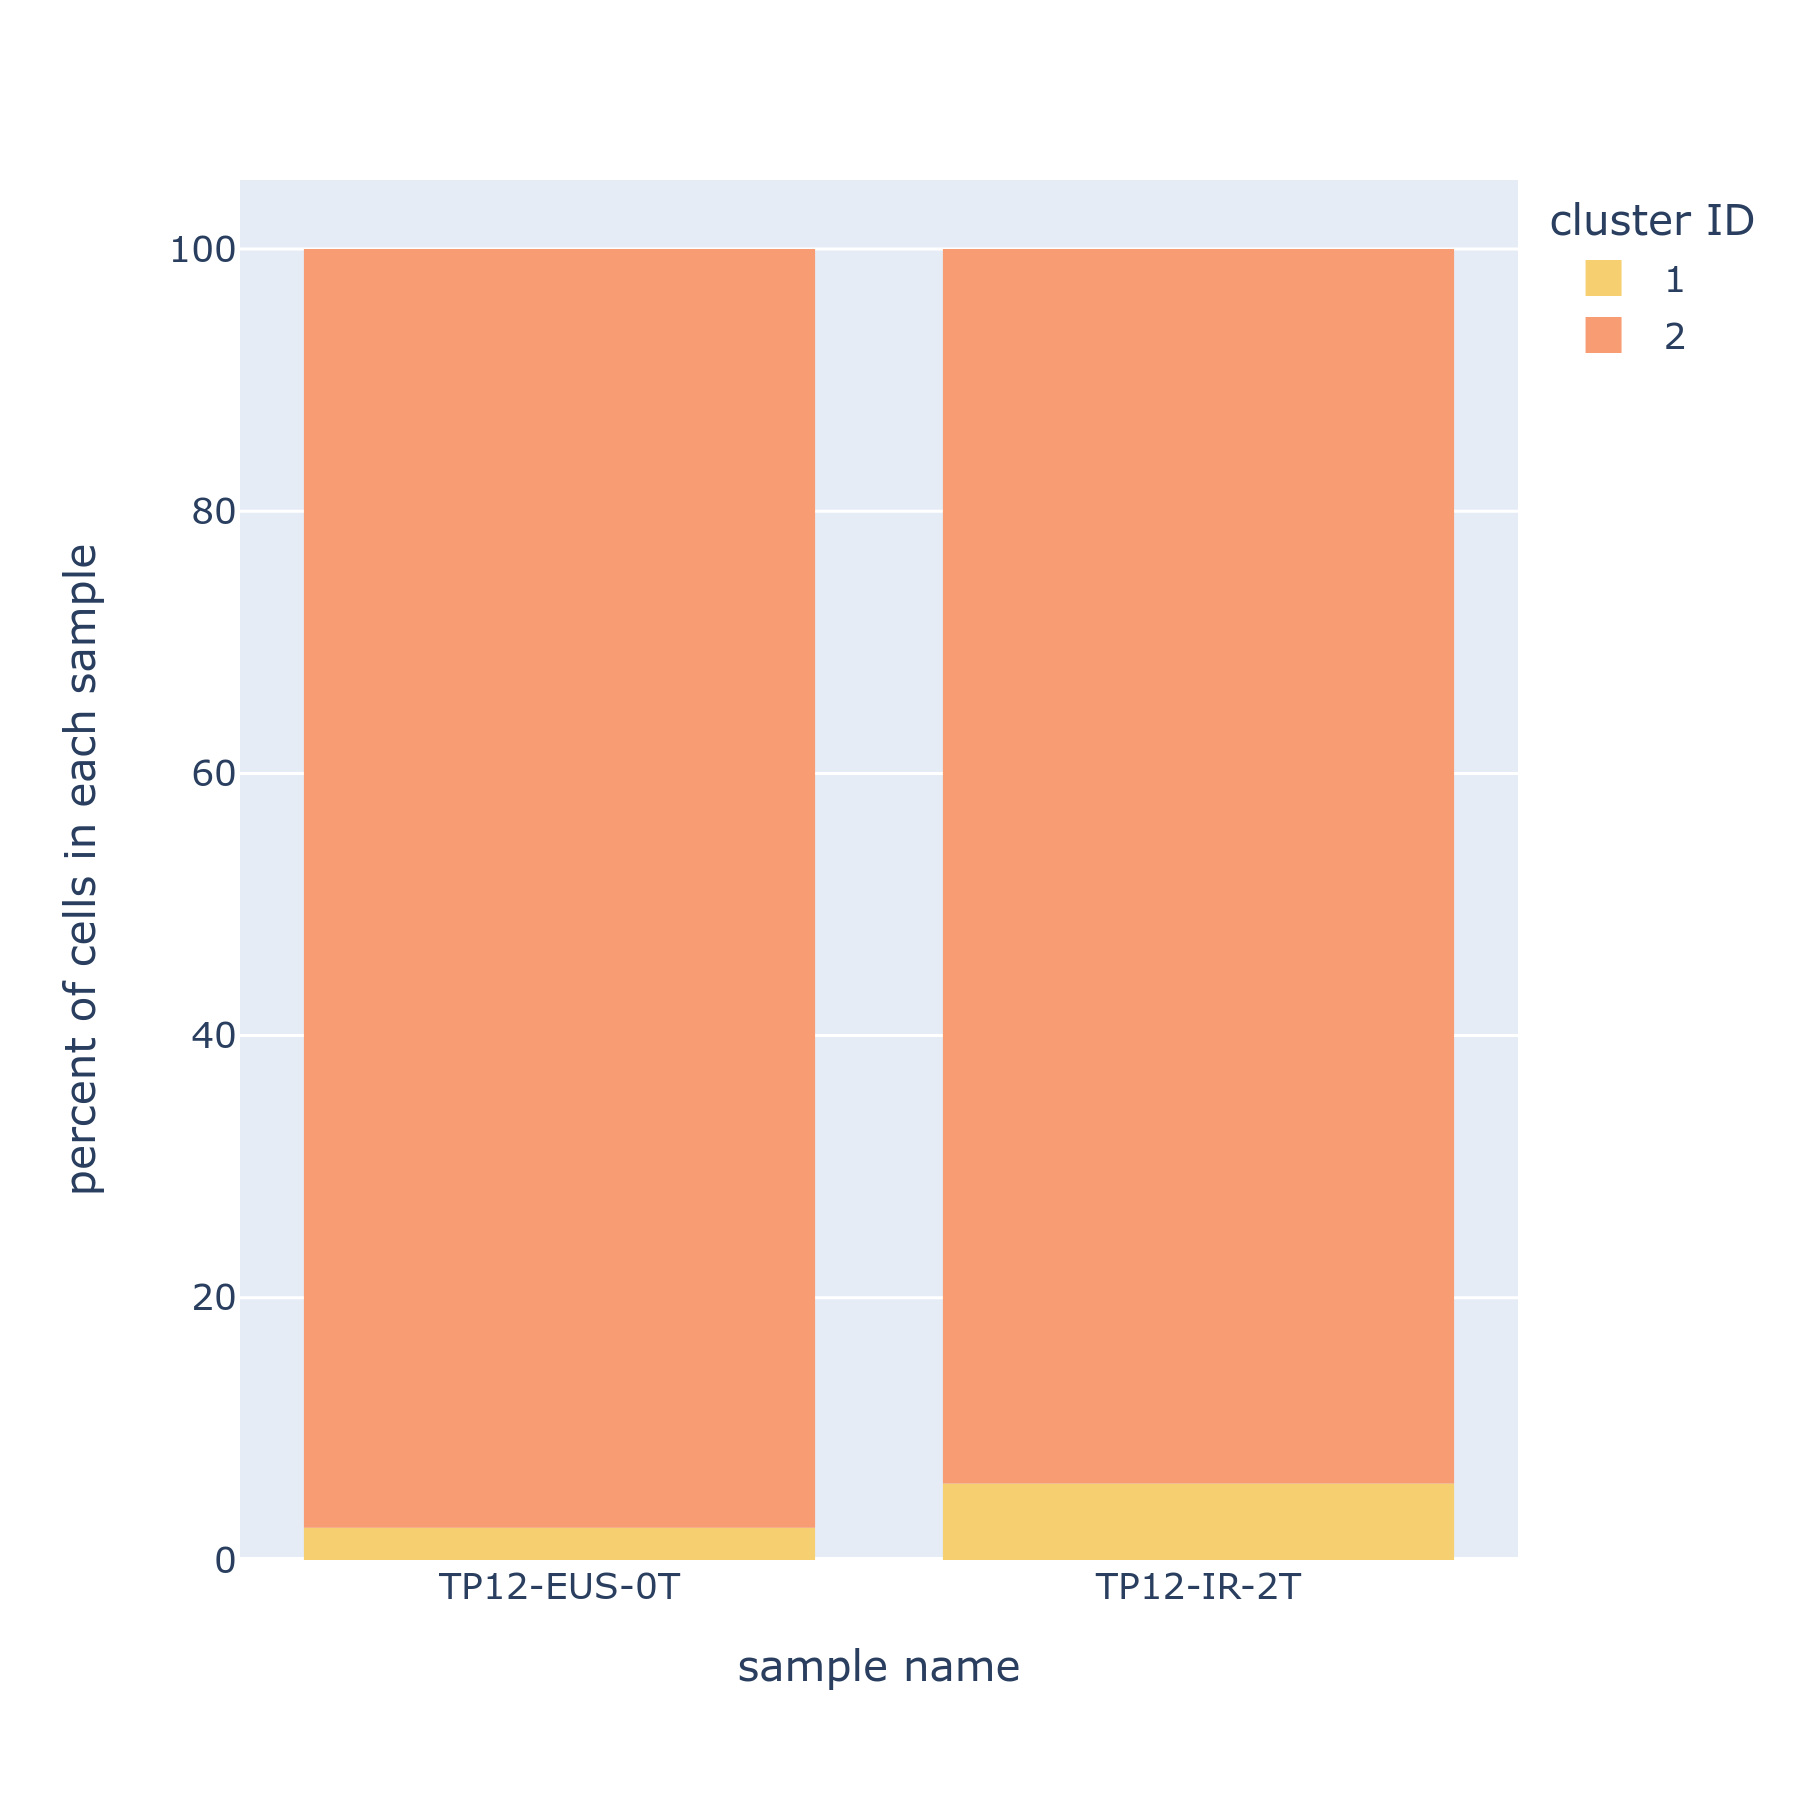 cluster ID
1
2
100
80
60
40
20
0
percent of cells in each sample
TP12-EUS-0T
TP12-IR-2T
sample name